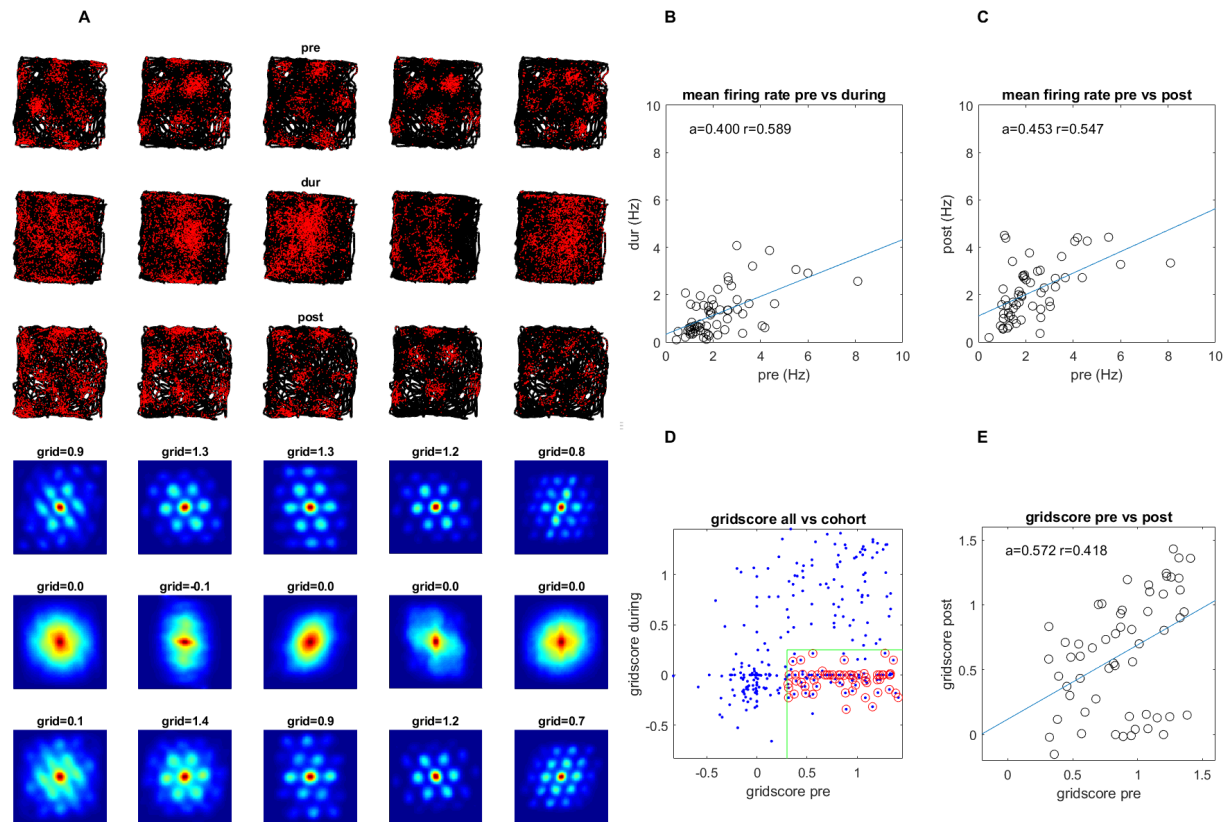 A
pre
dur
post
grid=0.9 grid=1.3 grid=1.3 grid=1.2 grid=0.8
grid=0.0 grid=-0.1 grid=0.0 grid=0.0 grid=0.0
grid=0.1 grid=1.4 grid=0.9 grid=1.2 grid=0.7
B
mean firing rate pre vs during
a=0.400 r=0.589
10
8
6
4
2
0
dur (Hz)
0 2 4 6 8 10
pre (Hz)
C
mean firing rate pre vs post
a=0.453 r=0.547
10
8
6
4
2
0
post (Hz)
0 2 4 6 8 10
pre (Hz)
D
gridscore all vs cohort
1
0.5
0
-0.5
gridscore during
-0.5 0 0.5 1
gridscore pre
E
gridscore pre vs post
a=0.572 r=0.418
1.5
1
0.5
0
gridscore post
0 0.5 1 1.5
gridscore pre